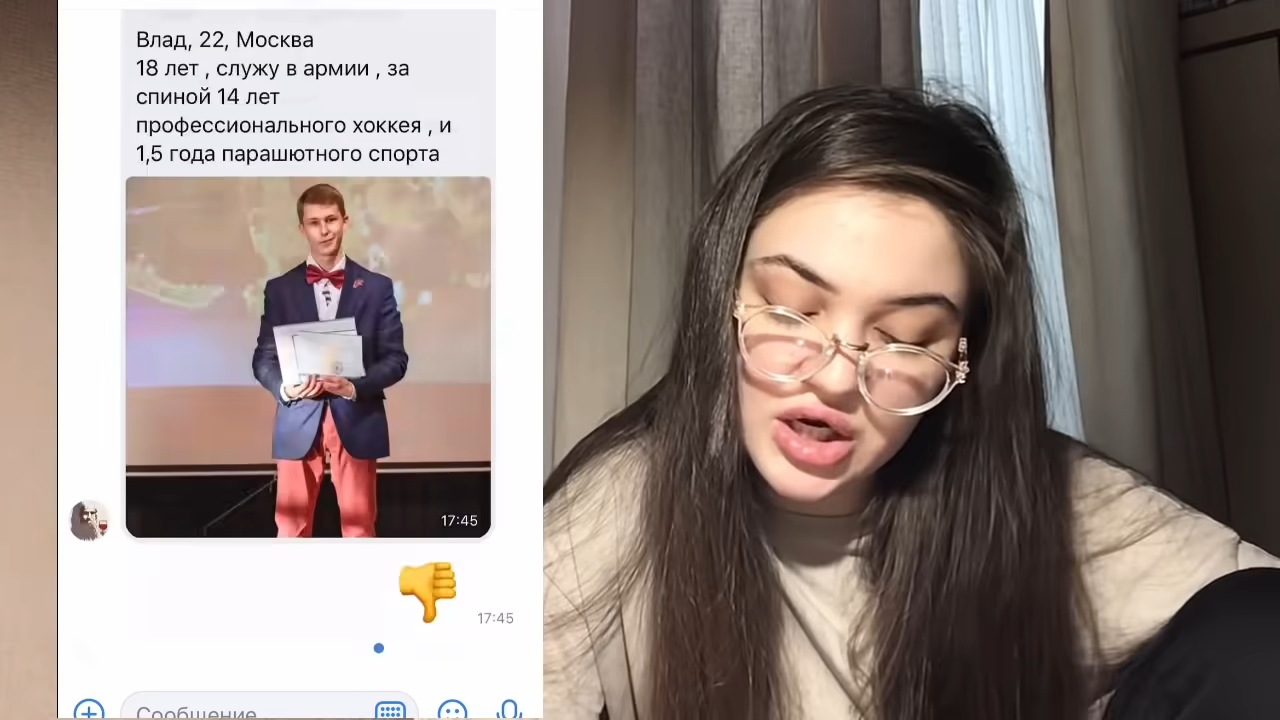 Влад, 22, Москва
18 лет , служу в армии , за
спиной 14 лет
профессионального хоккея , и
1,5 года парашютного спорта
17:45
17:45
Сообщение